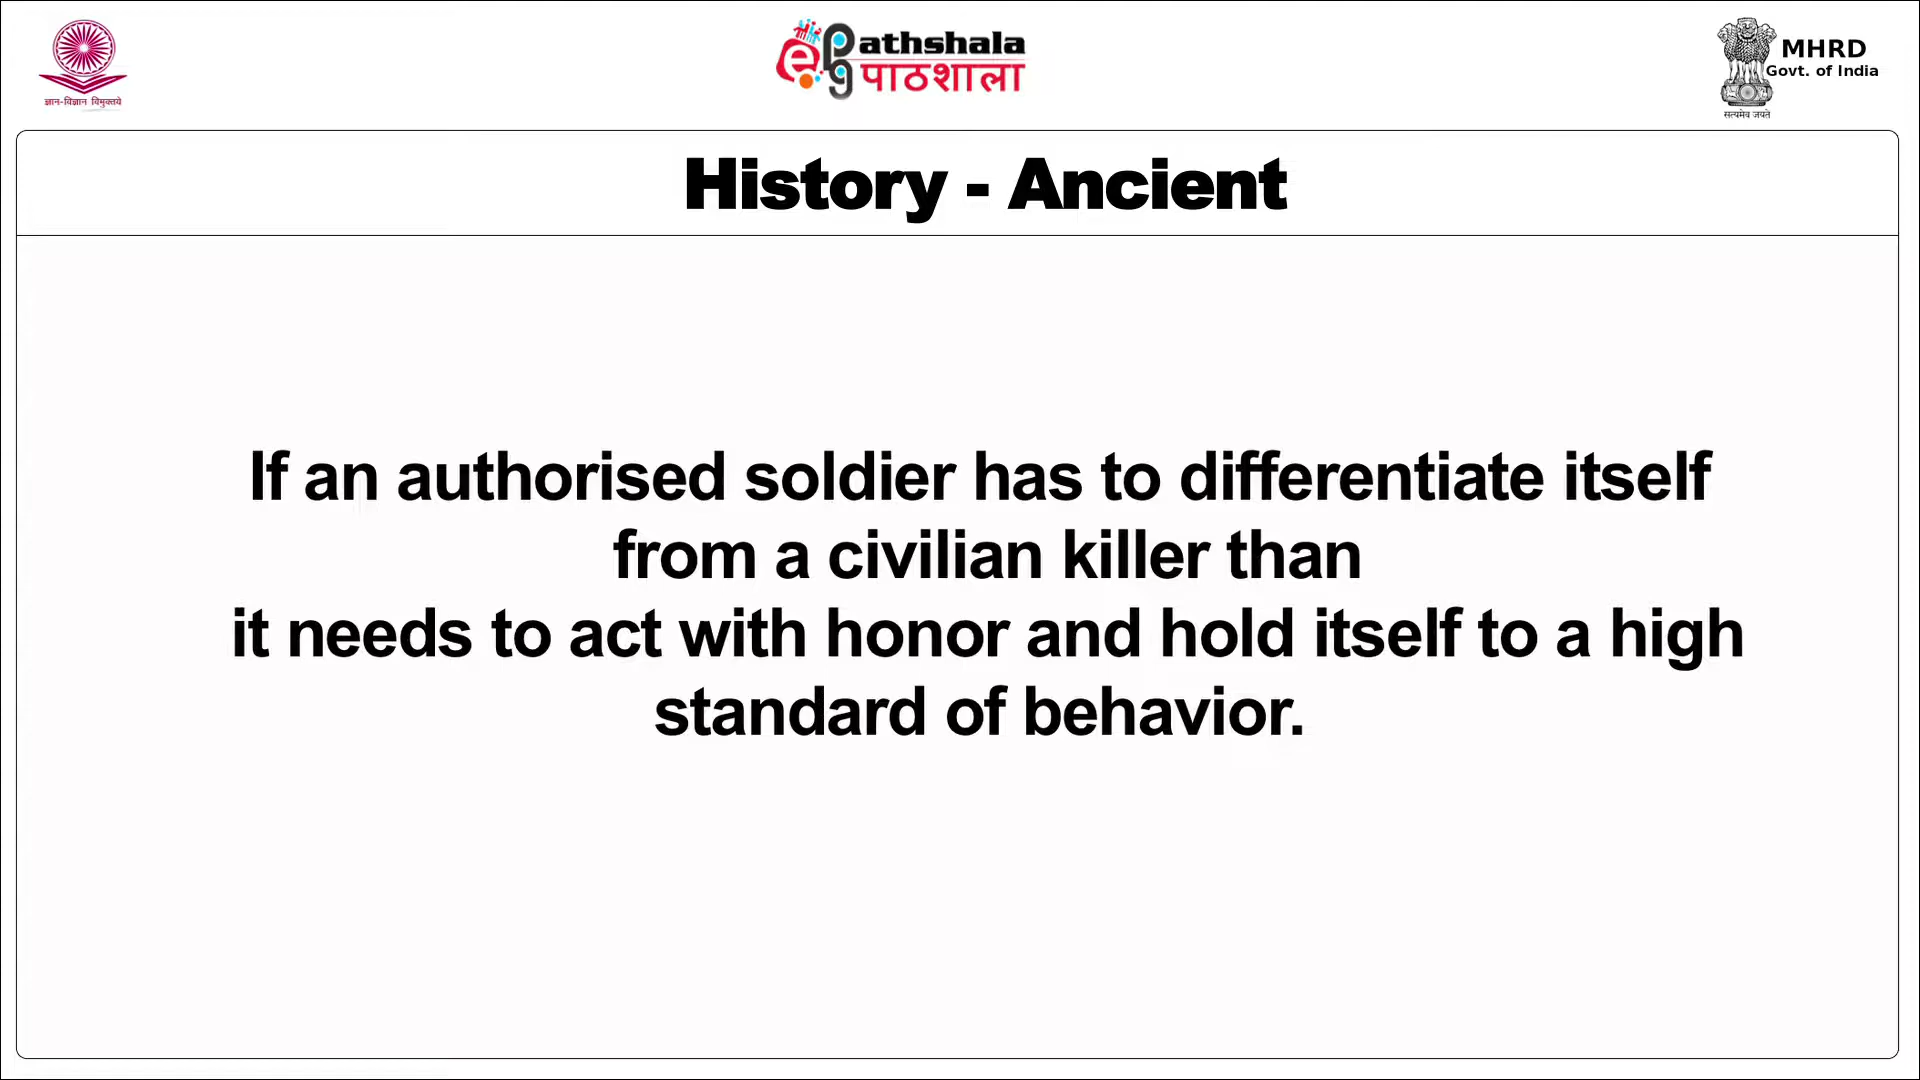 ज्ञान-विज्ञान विमुक्तये
ePG athshala
पाठशाला
MHRD
Govt. of India
सत्यमेव जयते
History - Ancient
If an authorised soldier has to differentiate itself
from a civilian killer than
it needs to act with honor and hold itself to a high
standard of behavior.